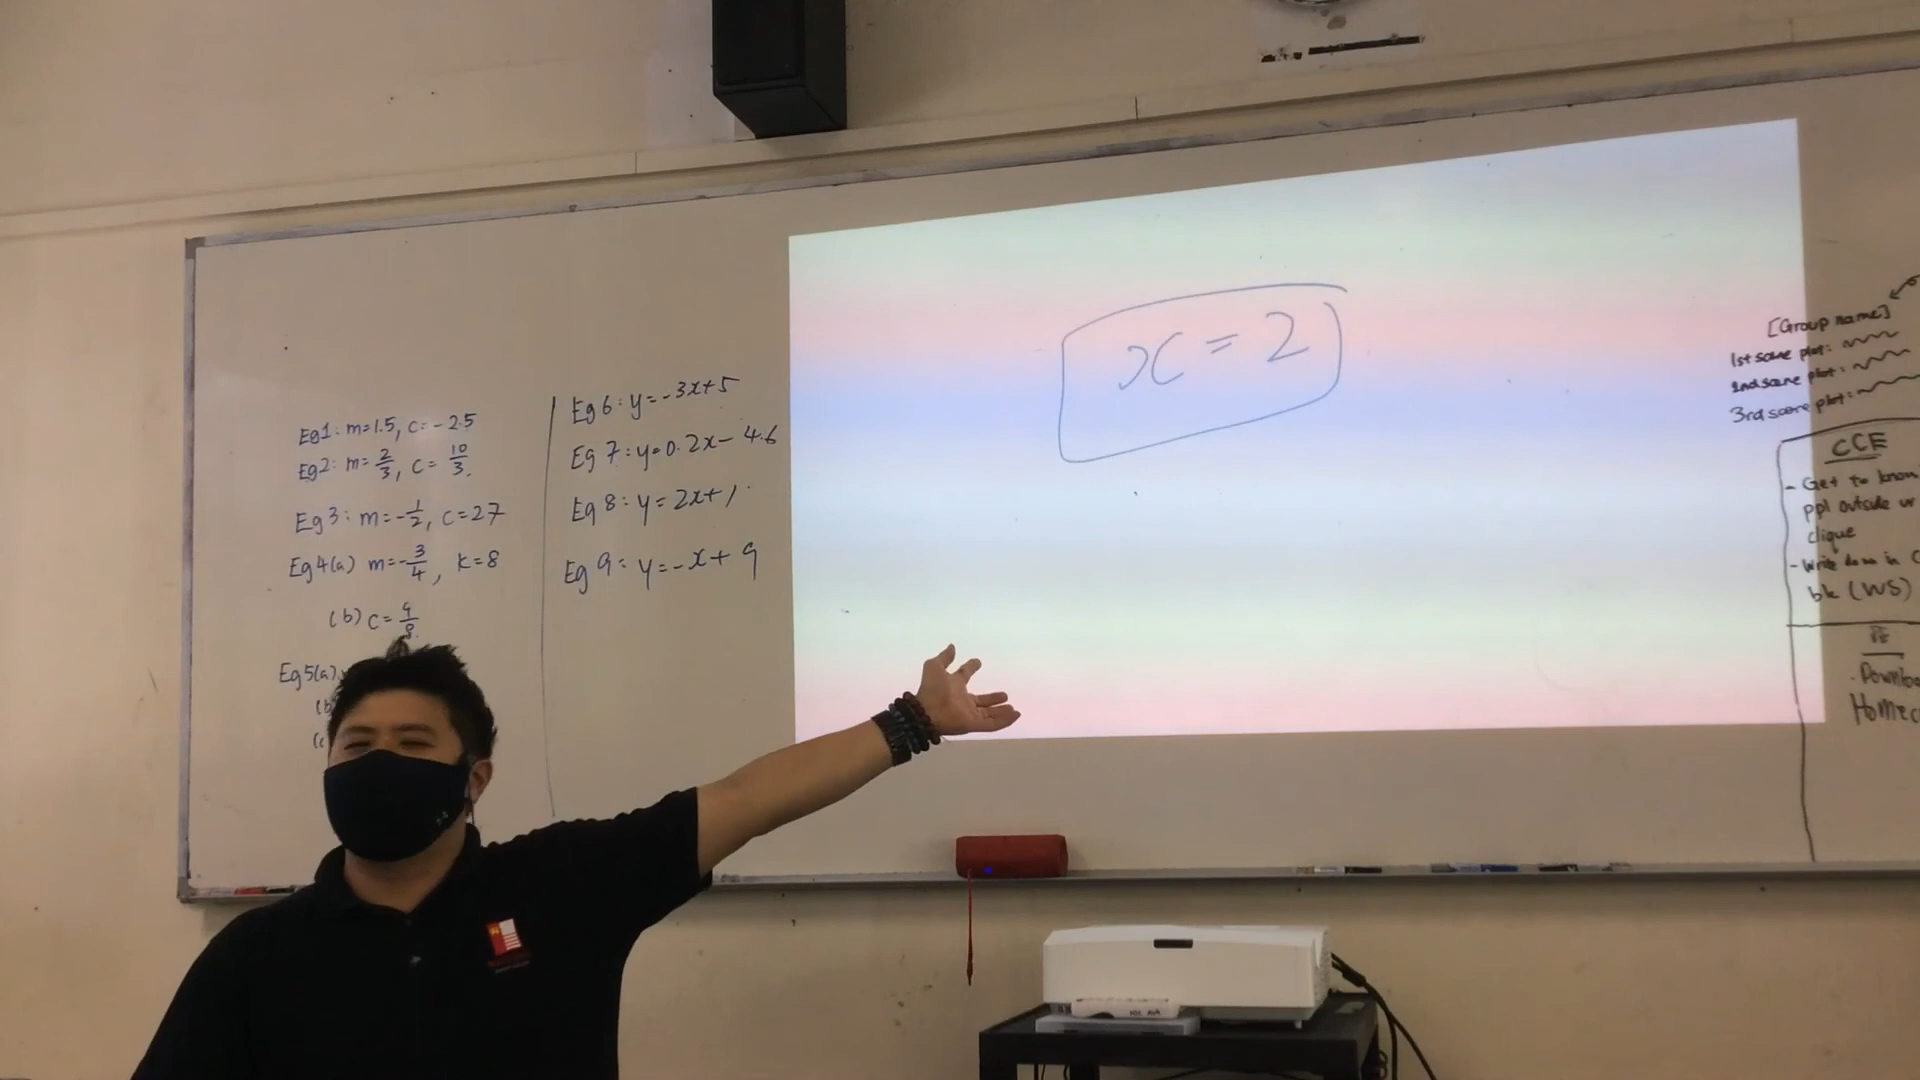 Eg1: m=1.5, c=-2.5
Eg2: m=2/3, c=10/3.
Eg3: m=-1/2, c=27
Eg4(a) m=-3/4, k=8
(b) c=9/8.
Eg5(a)
(b
(c
Eg6: y=-3x+5
Eg7: y=0.2x-4.6
Eg8: y=2x+1
Eg9: y=-x+9
x=2
[Group name]
1st scene plot:
2nd scene plot:
3rd scene plot:
CCE
- Get to know
ppl outside ur
clique
- Write down in
bk (WS)
PE